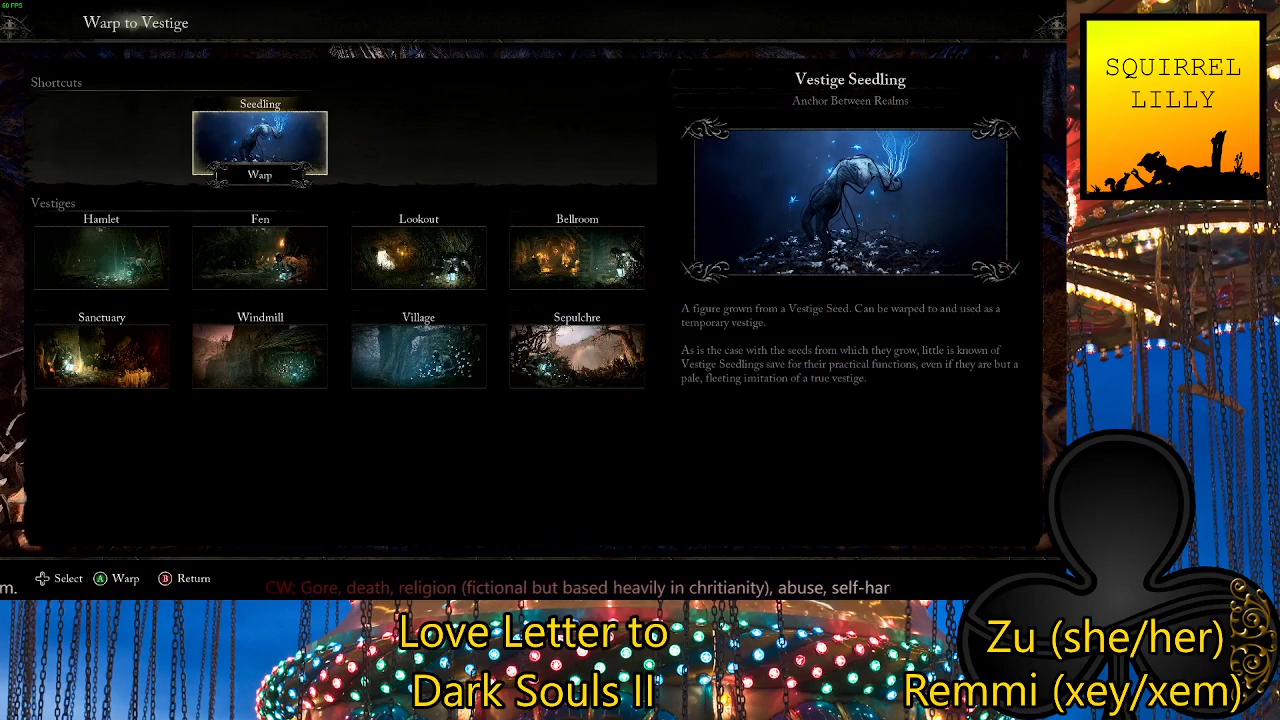 60 FPS
Warp to Vestige
Shortcuts
Seedling
Warp
Vestiges
Hamlet
Fen
Lookout
Bellroom
Sanctuary
Windmill
Village
Sepulchre
Vestige Seedling
Anchor Between Realms
A figure grown from a Vestige Seed. Can be warped to and used as a
temporary vestige.
As is the case with the seeds from which they grow, little is known of
Vestige Seedlings save for their practical functions, even if they are but a
pale, fleeting imitation of a true vestige.
Select
A Warp
B Return
m.
CW: Gore, death, religion (fictional but based heavily in chritianity), abuse, self-har
SQUIRREL
LILLY
Love Letter to
Dark Souls II
Zu (she/her)
Remmi (xey/xem)